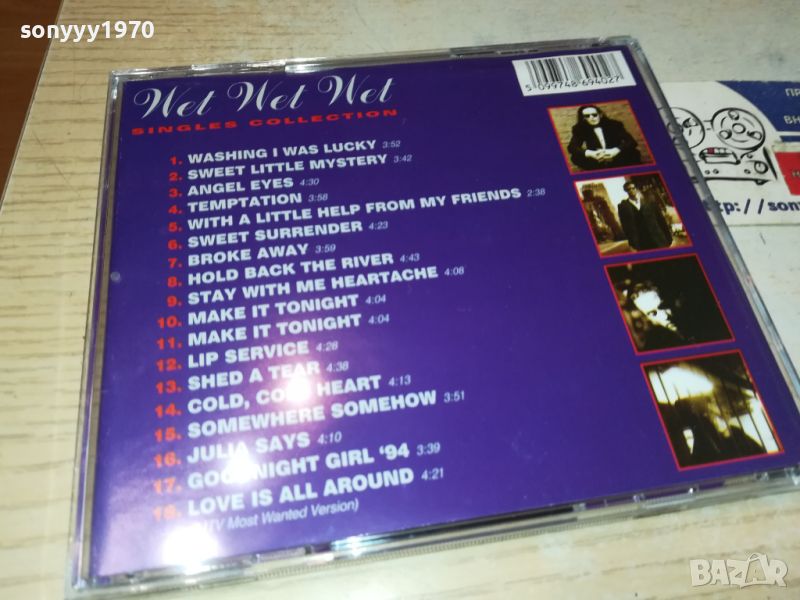 sonyyy1970
Wet Wet Wet
SINGLES COLLECTION
5 099748 694027
1. WASHING I WAS LUCKY 3:52
2. SWEET LITTLE MYSTERY 3:42
3. ANGEL EYES 4:30
4. TEMPTATION 3:58
5. WITH A LITTLE HELP FROM MY FRIENDS 2:38
6. SWEET SURRENDER 4:23
7. BROKE AWAY 3:59
8. HOLD BACK THE RIVER 4:43
9. STAY WITH ME HEARTACHE 4:08
10. MAKE IT TONIGHT 4:04
11. MAKE IT TONIGHT 4:04
12. LIP SERVICE 4:28
13. SHED A TEAR 4:38
14. COLD, COLD HEART 4:13
15. SOMEWHERE SOMEHOW 3:51
16. JULIA SAYS 4:10
17. GOODNIGHT GIRL '94 3:39
18. LOVE IS ALL AROUND 4:21
Most Wanted Version)
BAZAR